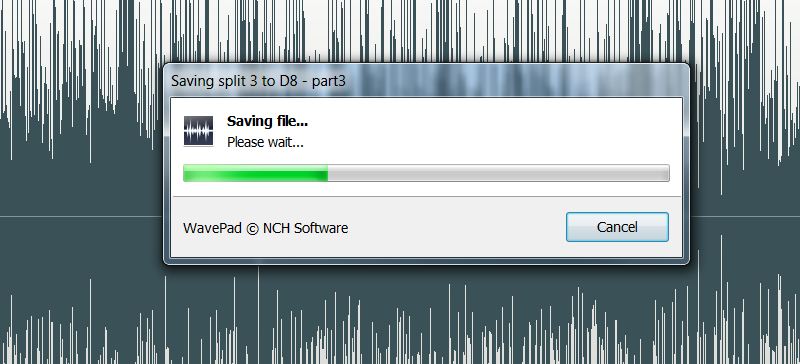 Saving split 3 to D8 - part3
Saving file...
Please wait...
WavePad © NCH Software
Cancel